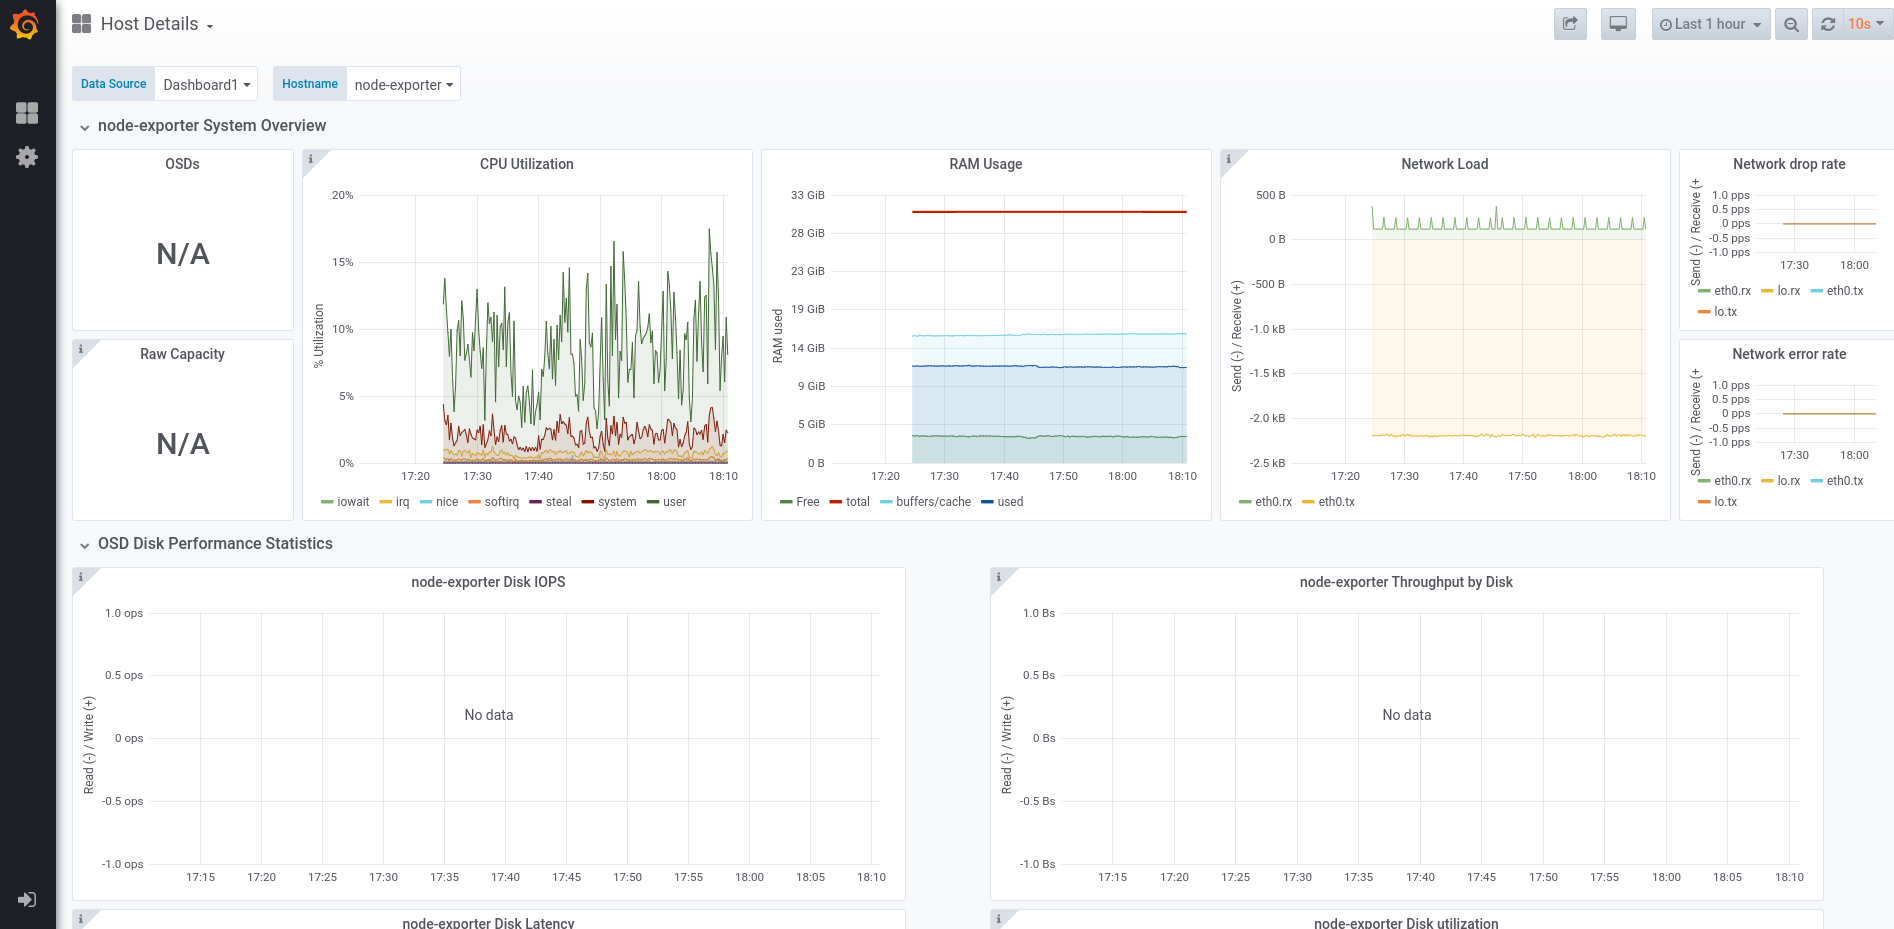 Host Details
Last 1 hour
10s
Data Source
Dashboard1
Hostname
node-exporter
node-exporter System Overview
OSDs
N/A
i
Raw Capacity
N/A
i
CPU Utilization
% Utilization
20%
15%
10%
5%
0%
17:20 17:30 17:40 17:50 18:00 18:10
iowait irq nice softirq steal system user
RAM Usage
RAM used
33 GiB
28 GiB
23 GiB
19 GiB
14 GiB
9 GiB
5 GiB
0 B
17:20 17:30 17:40 17:50 18:00 18:10
Free total buffers/cache used
i
Network Load
Send (-) / Receive (+)
500 B
0 B
-500 B
-1.0 kB
-1.5 kB
-2.0 kB
-2.5 kB
17:20 17:30 17:40 17:50 18:00 18:10
eth0.rx eth0.tx
Network drop rate
Send (-) / Receive (+
1.0 pps
0.5 pps
0 pps
-0.5 pps
-1.0 pps
17:30 18:00
eth0.rx lo.rx eth0.tx
lo.tx
Network error rate
Send (-) / Receive (+
1.0 pps
0.5 pps
0 pps
-0.5 pps
-1.0 pps
17:30 18:00
eth0.rx lo.rx eth0.tx
lo.tx
OSD Disk Performance Statistics
i
node-exporter Disk IOPS
Read (-) / Write (+)
1.0 ops
0.5 ops
0 ops
-0.5 ops
-1.0 ops
No data
17:15 17:20 17:25 17:30 17:35 17:40 17:45 17:50 17:55 18:00 18:05 18:10
i
node-exporter Throughput by Disk
Read (-) / Write (+)
1.0 Bs
0.5 Bs
0 Bs
-0.5 Bs
-1.0 Bs
No data
17:15 17:20 17:25 17:30 17:35 17:40 17:45 17:50 17:55 18:00 18:05 18:10
i
node-exporter Disk Latency
i
node-exporter Disk utilization